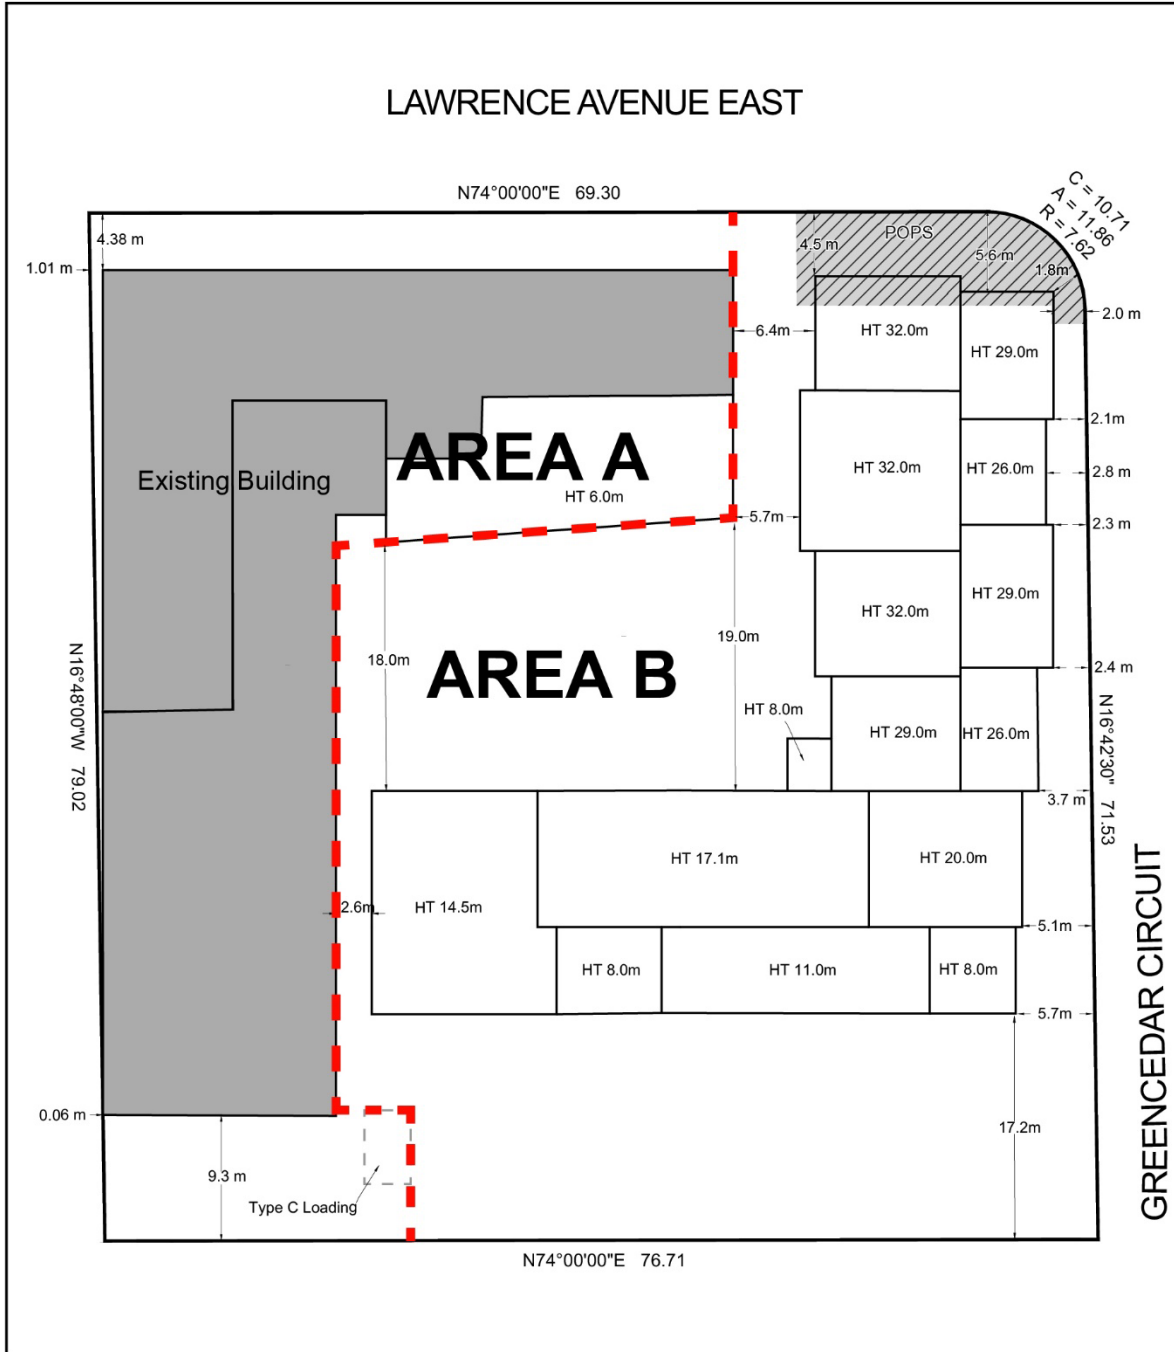 LAWRENCE AVENUE EAST
N74°00'00"E 69.30
C = 10.71
A = 11.86
R = 7.62
4.38 m
4.5 m
POPS
5.6 m
1.8m
1.01 m
2.0 m
6.4m
HT 32.0m
HT 29.0m
2.1m
AREA A
Existing Building
HT 6.0m
HT 32.0m
HT 26.0m
2.8 m
5.7m
2.3 m
HT 32.0m
HT 29.0m
18.0m
19.0m
AREA B
2.4 m
N16°48'00"W 79.02
HT 8.0m
HT 29.0m
HT 26.0m
N16°42'30" 71.53
3.7 m
HT 17.1m
HT 20.0m
2.6m
HT 14.5m
5.1m
HT 8.0m
HT 11.0m
HT 8.0m
5.7m
GREENCEDAR CIRCUIT
0.06 m
17.2m
9.3 m
Type C Loading
N74°00'00"E 76.71